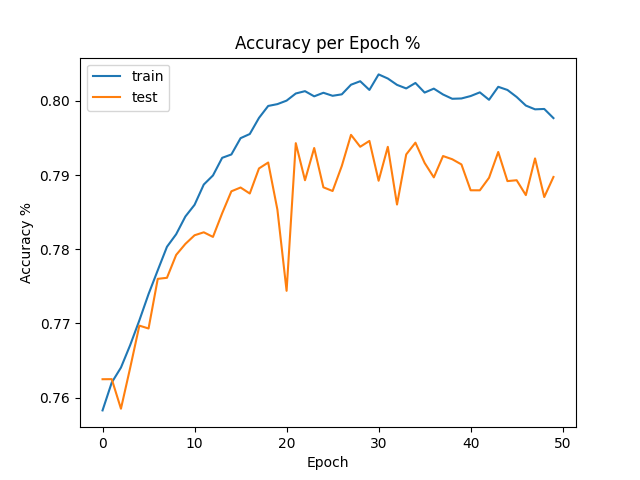 Accuracy per Epoch %
train
test
0.80
0.79
0.78
0.77
0.76
Accuracy %
0 10 20 30 40 50
Epoch